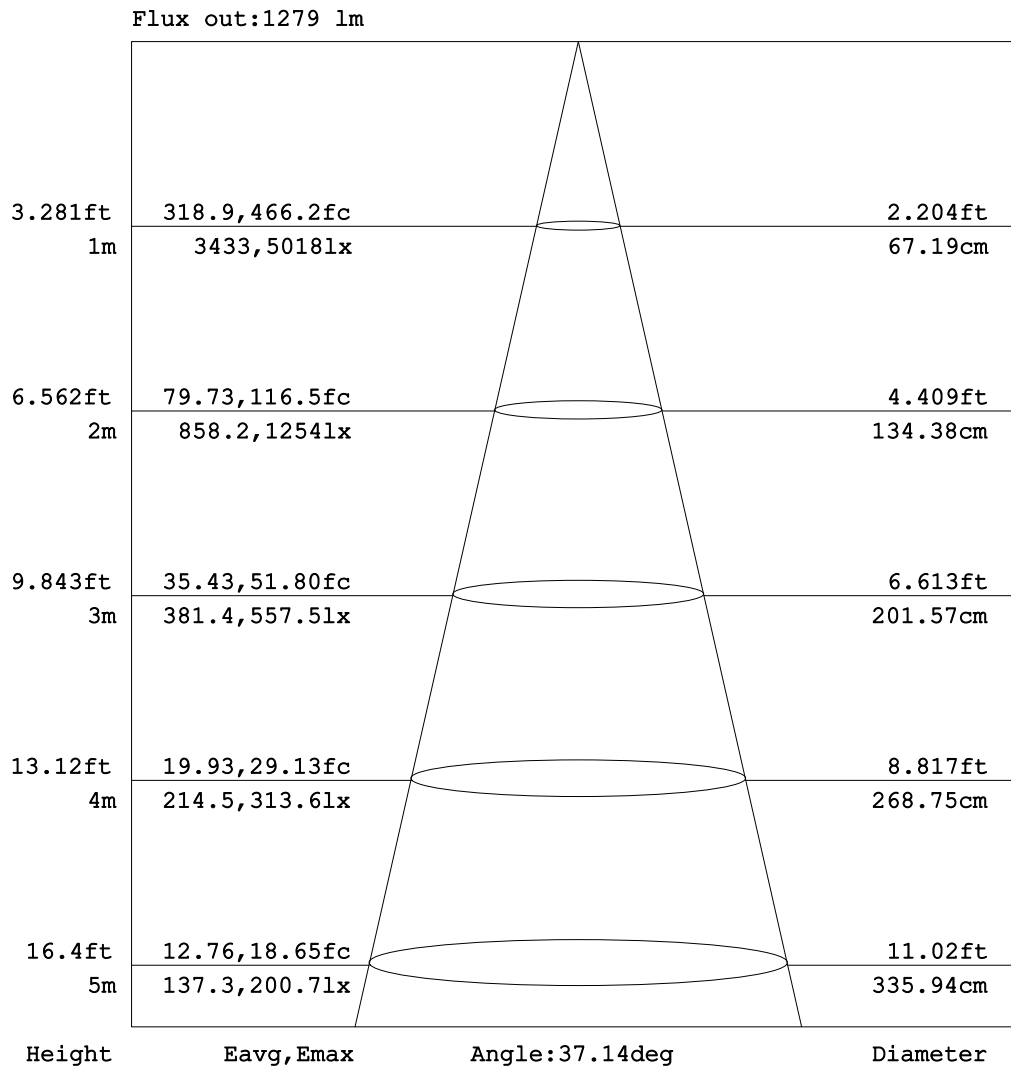 Flux out:1279 lm
3.281ft 318.9,466.2fc 2.204ft
1m 3433,5018lx 67.19cm
6.562ft 79.73,116.5fc 4.409ft
2m 858.2,1254lx 134.38cm
9.843ft 35.43,51.80fc 6.613ft
3m 381.4,557.5lx 201.57cm
13.12ft 19.93,29.13fc 8.817ft
4m 214.5,313.6lx 268.75cm
16.4ft 12.76,18.65fc 11.02ft
5m 137.3,200.7lx 335.94cm
Height Eavg,Emax Angle:37.14deg Diameter